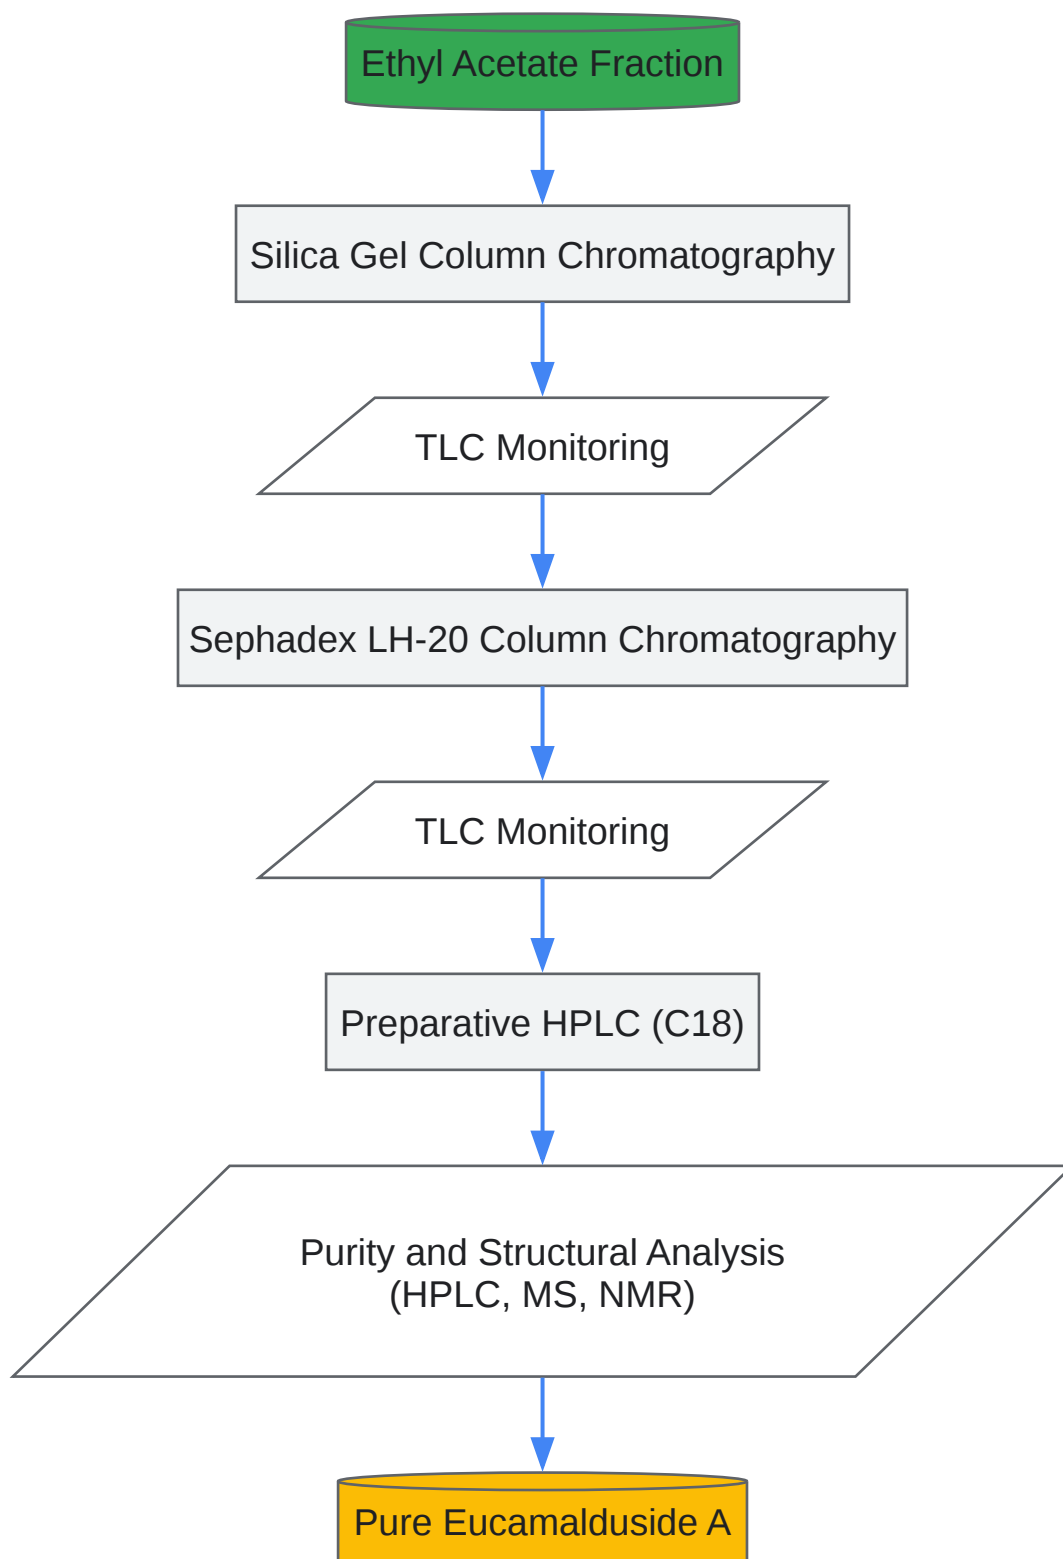 Ethyl Acetate Fraction
Silica Gel Column Chromatography
TLC Monitoring
Sephadex LH-20 Column Chromatography
TLC Monitoring
Preparative HPLC (C18)
Purity and Structural Analysis
(HPLC, MS, NMR)
Pure Eucamalduside A